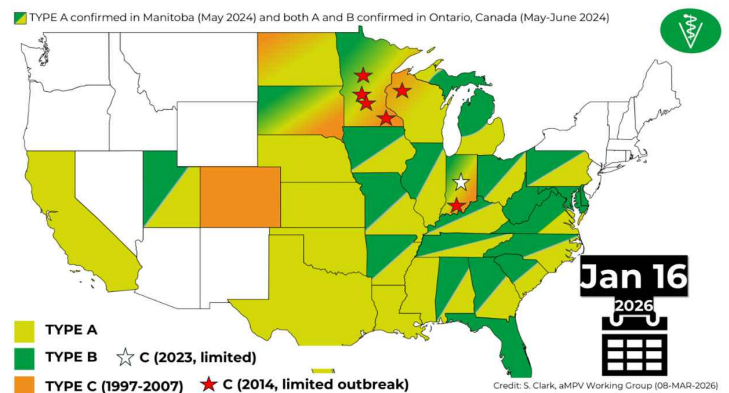 TYPE A confirmed in Manitoba (May 2024) and both A and B confirmed in Ontario, Canada (May-June 2024)
Jan 16
2026
TYPE A
TYPE B C (2023, limited)
TYPE C (1997-2007) C (2014, limited outbreak)
Credit: S. Clark, aMPV Working Group (08-MAR-2026)